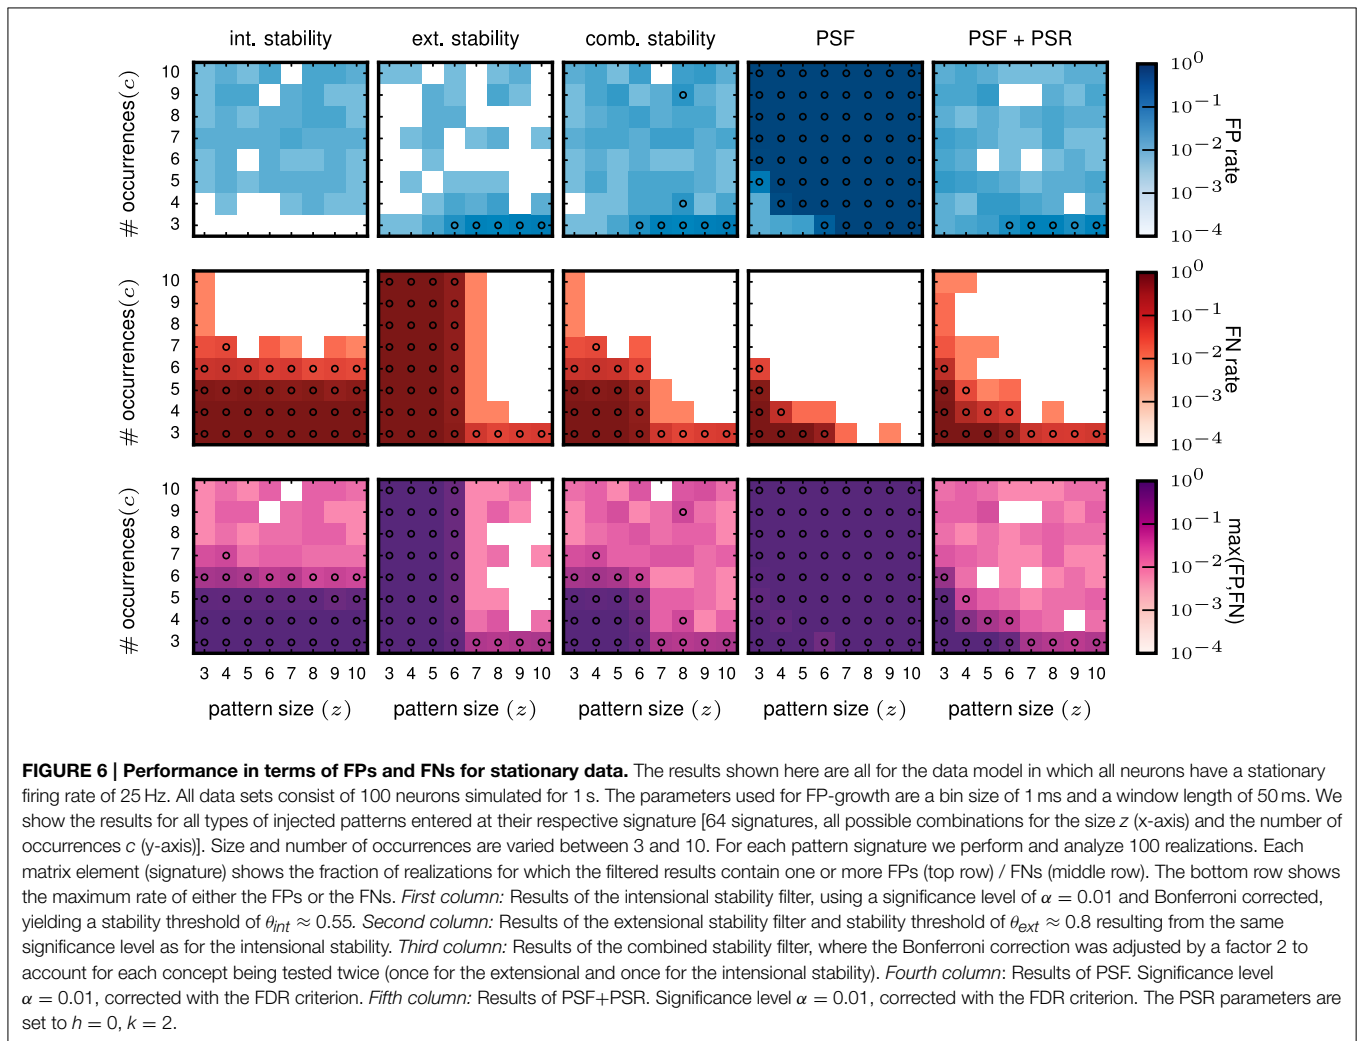 int. stability ext. stability comb. stability PSF PSF + PSR
# occurrences(c)
10
9
8
7
6
5
4
3
10⁰
10⁻¹
10⁻²
10⁻³
10⁻⁴
FP rate
# occurrences(c)
10
9
8
7
6
5
4
3
10⁰
10⁻¹
10⁻²
10⁻³
10⁻⁴
FN rate
# occurrences(c)
10
9
8
7
6
5
4
3
10⁰
10⁻¹
10⁻²
10⁻³
10⁻⁴
max(FP,FN)
3 4 5 6 7 8 9 10 3 4 5 6 7 8 9 10 3 4 5 6 7 8 9 10 3 4 5 6 7 8 9 10 3 4 5 6 7 8 9 10
pattern size (z) pattern size (z) pattern size (z) pattern size (z) pattern size (z)
FIGURE 6 | Performance in terms of FPs and FNs for stationary data. The results shown here are all for the data model in which all neurons have a stationary
firing rate of 25 Hz. All data sets consist of 100 neurons simulated for 1 s. The parameters used for FP-growth are a bin size of 1 ms and a window length of 50 ms. We
show the results for all types of injected patterns entered at their respective signature [64 signatures, all possible combinations for the size z (x-axis) and the number of
occurrences c (y-axis)]. Size and number of occurrences are varied between 3 and 10. For each pattern signature we perform and analyze 100 realizations. Each
matrix element (signature) shows the fraction of realizations for which the filtered results contain one or more FPs (top row) / FNs (middle row). The bottom row shows
the maximum rate of either the FPs or the FNs. First column: Results of the intensional stability filter, using a significance level of α = 0.01 and Bonferroni corrected,
yielding a stability threshold of θint ≈ 0.55. Second column: Results of the extensional stability filter and stability threshold of θext ≈ 0.8 resulting from the same
significance level as for the intensional stability. Third column: Results of the combined stability filter, where the Bonferroni correction was adjusted by a factor 2 to
account for each concept being tested twice (once for the extensional and once for the intensional stability). Fourth column: Results of PSF. Significance level
α = 0.01, corrected with the FDR criterion. Fifth column: Results of PSF+PSR. Significance level α = 0.01, corrected with the FDR criterion. The PSR parameters are
set to h = 0, k = 2.